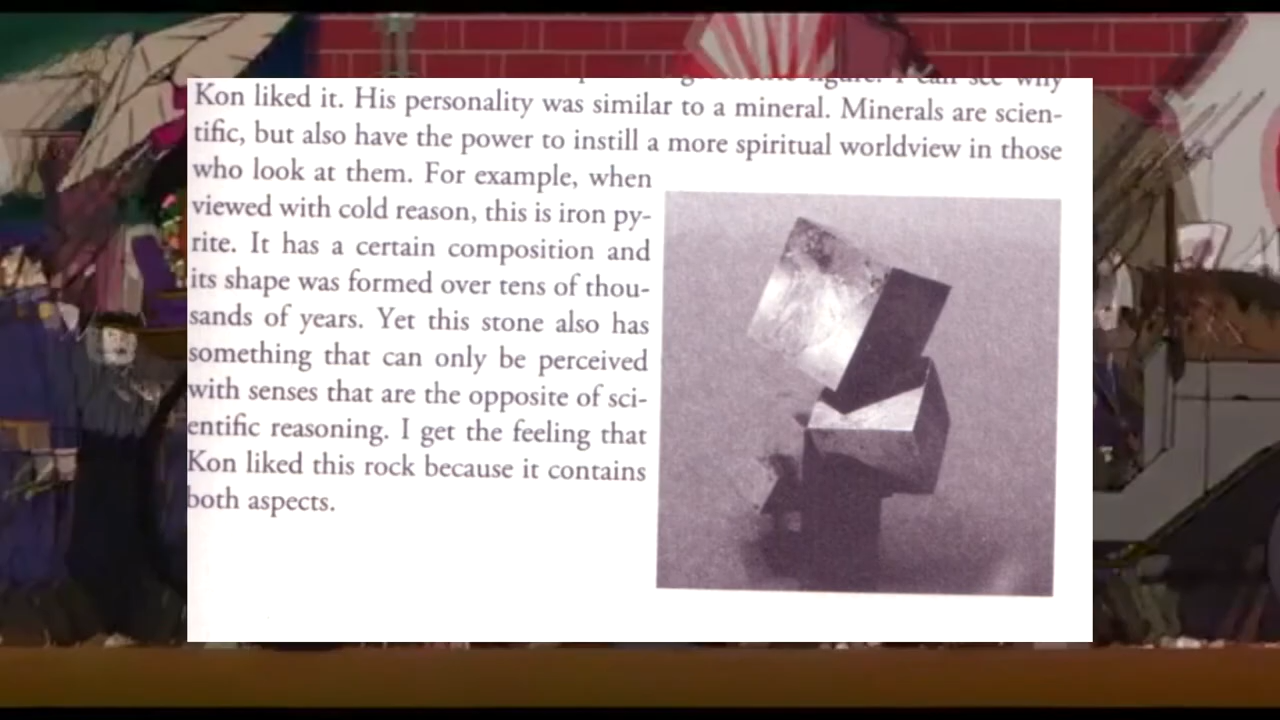 figure. I can see why
Kon liked it. His personality was similar to a mineral. Minerals are scien-
tific, but also have the power to instill a more spiritual worldview in those
who look at them. For example, when
viewed with cold reason, this is iron py-
rite. It has a certain composition and
its shape was formed over tens of thou-
sands of years. Yet this stone also has
something that can only be perceived
with senses that are the opposite of sci-
entific reasoning. I get the feeling that
Kon liked this rock because it contains
both aspects.